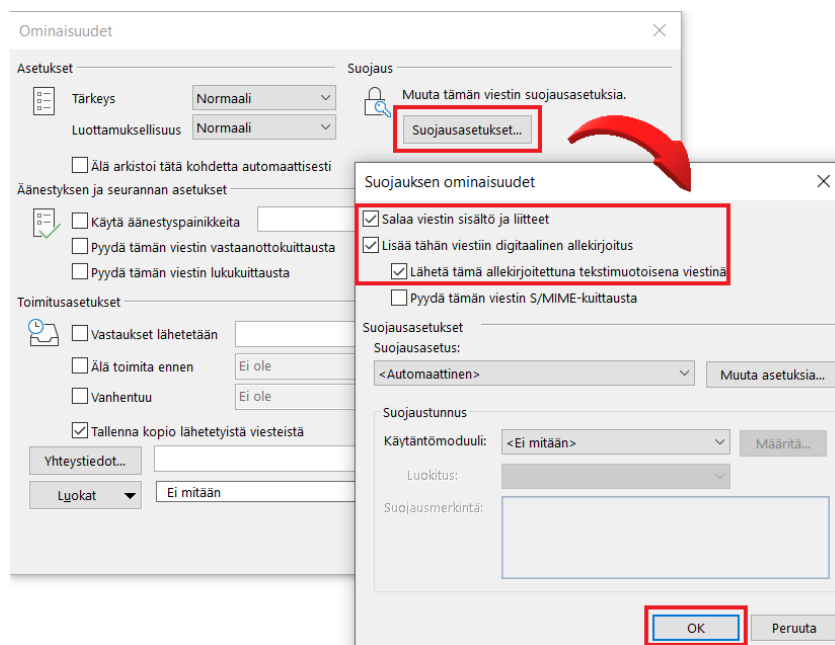 Ominaisuudet
Asetukset
Tärkeys
Normaali
Luottamuksellisuus
Normaali
Älä arkistoi tätä kohdetta automaattisesti
Suojaus
Muuta tämän viestin suojausasetuksia.
Suojausasetukset...
Äänestyksen ja seurannan asetukset
Käytä äänestyspainikkeita
Pyydä tämän viestin vastaanottokuittausta
Pyydä tämän viestin lukukuittausta
Toimitusasetukset
Vastaukset lähetetään
Älä toimita ennen
Ei ole
Vanhentuu
Ei ole
Tallenna kopio lähetetyistä viesteistä
Yhteystiedot...
Luokat
Ei mitään
Suojauksen ominaisuudet
Salaa viestin sisältö ja liitteet
Lisää tähän viestiin digitaalinen allekirjoitus
Lähetä tämä allekirjoitettuna tekstimuotoisena viestinä
Pyydä tämän viestin S/MIME-kuittausta
Suojausasetukset
Suojausasetus:
<Automaattinen>
Muuta asetuksia...
Suojaustunnus
Käytäntömoduuli:
<Ei mitään>
Määritä...
Luokitus:
Suojausmerkintä:
OK
Peruuta